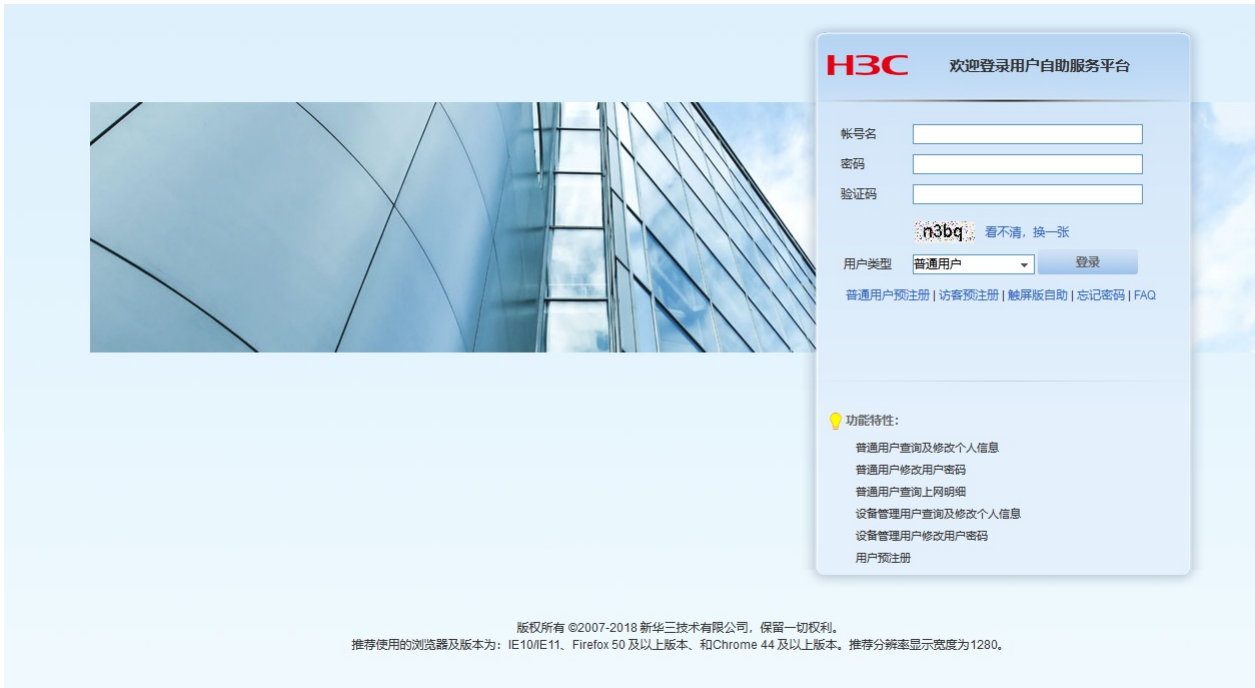 H3C 欢迎登录用户自助服务平台
帐号名
密码
验证码
n3bq 看不清，换一张
用户类型 普通用户 登录
普通用户预注册 | 访客预注册 | 触屏版自助 | 忘记密码 | FAQ
功能特性：
普通用户查询及修改个人信息
普通用户修改用户密码
普通用户查询上网明细
设备管理用户查询及修改个人信息
设备管理用户修改用户密码
用户预注册
版权所有 ©2007-2018 新华三技术有限公司，保留一切权利。
推荐使用的浏览器及版本为：IE10/IE11、Firefox 50 及以上版本、和Chrome 44 及以上版本。推荐分辨率显示宽度为1280。